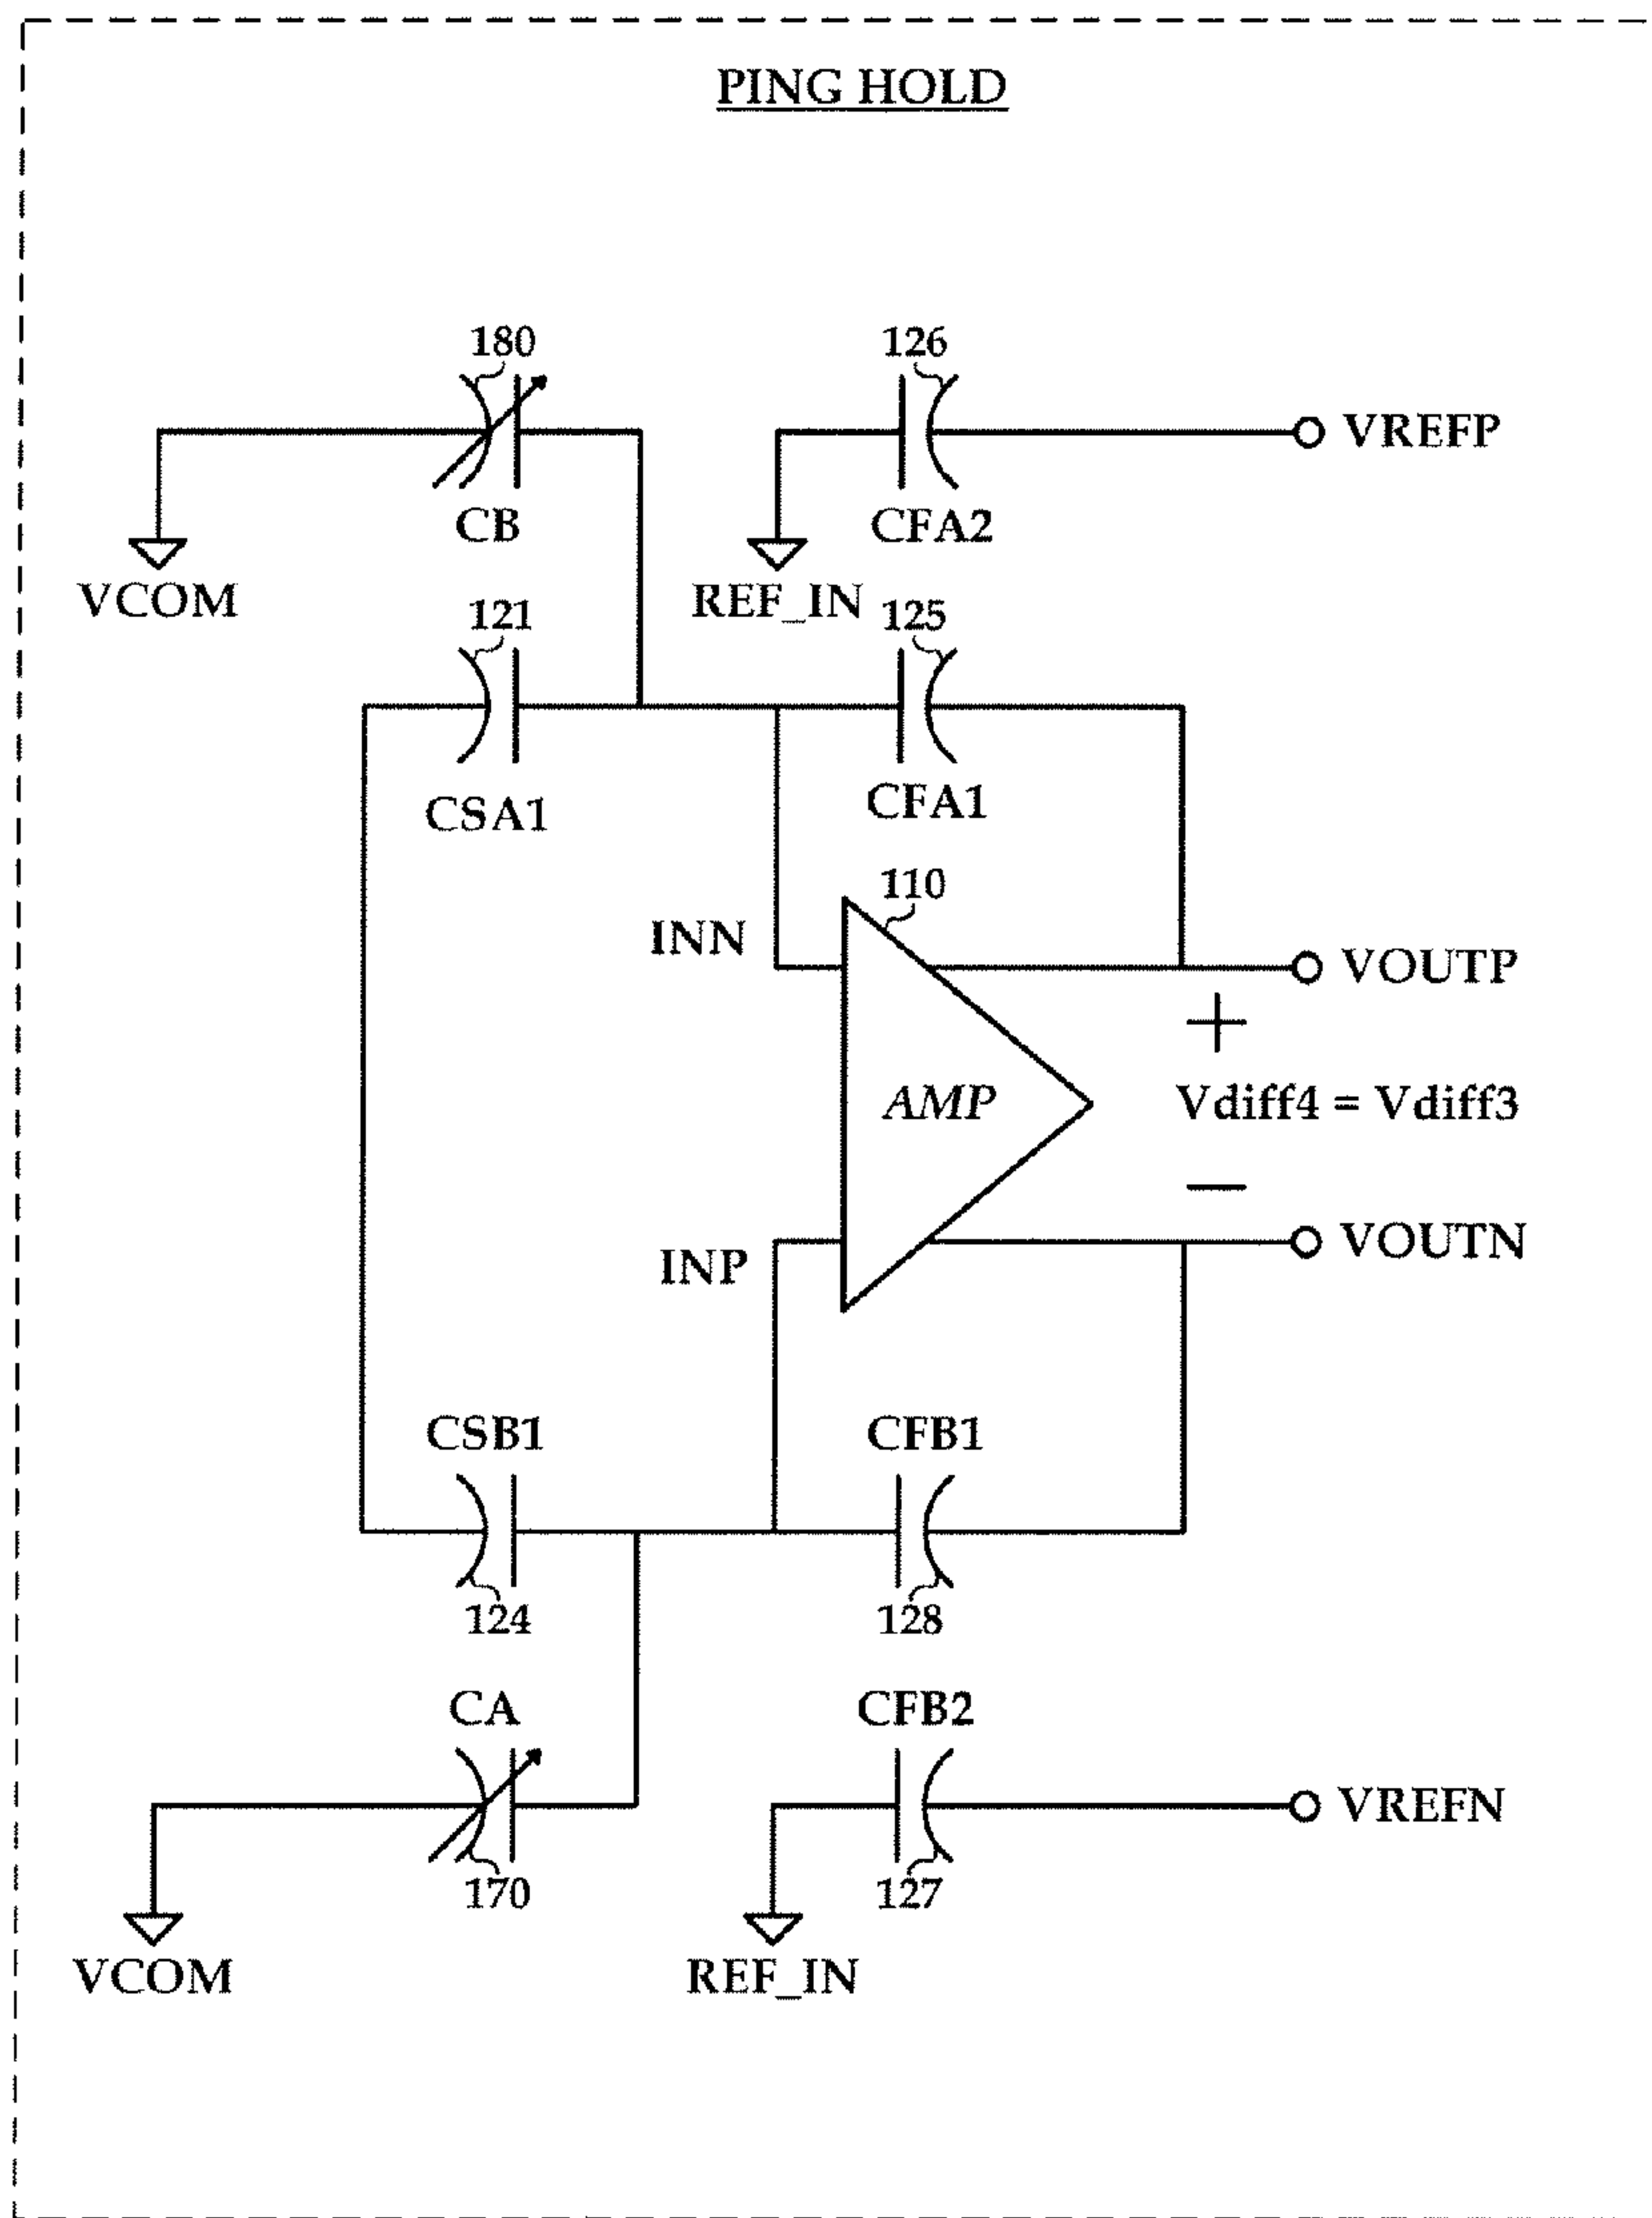 PING HOLD
180
126
VREFP
CB
CFA2
VCOM
REF_IN
121
125
CSA1
CFA1
110
INN
VOUTP
+
AMP
Vdiff4 = Vdiff3
—
INP
VOUTN
CSB1
CFB1
124
128
CA
CFB2
VREFN
170
127
VCOM
REF_IN